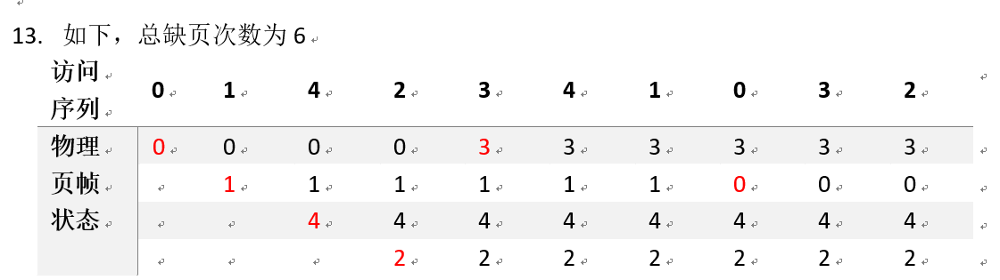 13. 如下，总缺页次数为 6
访问序列 0 1 4 2 3 4 1 0 3 2
物理 0 0 0 0 3 3 3 3 3 3
页帧 1 1 1 1 1 1 0 0 0
状态 4 4 4 4 4 4 4 4
2 2 2 2 2 2 2